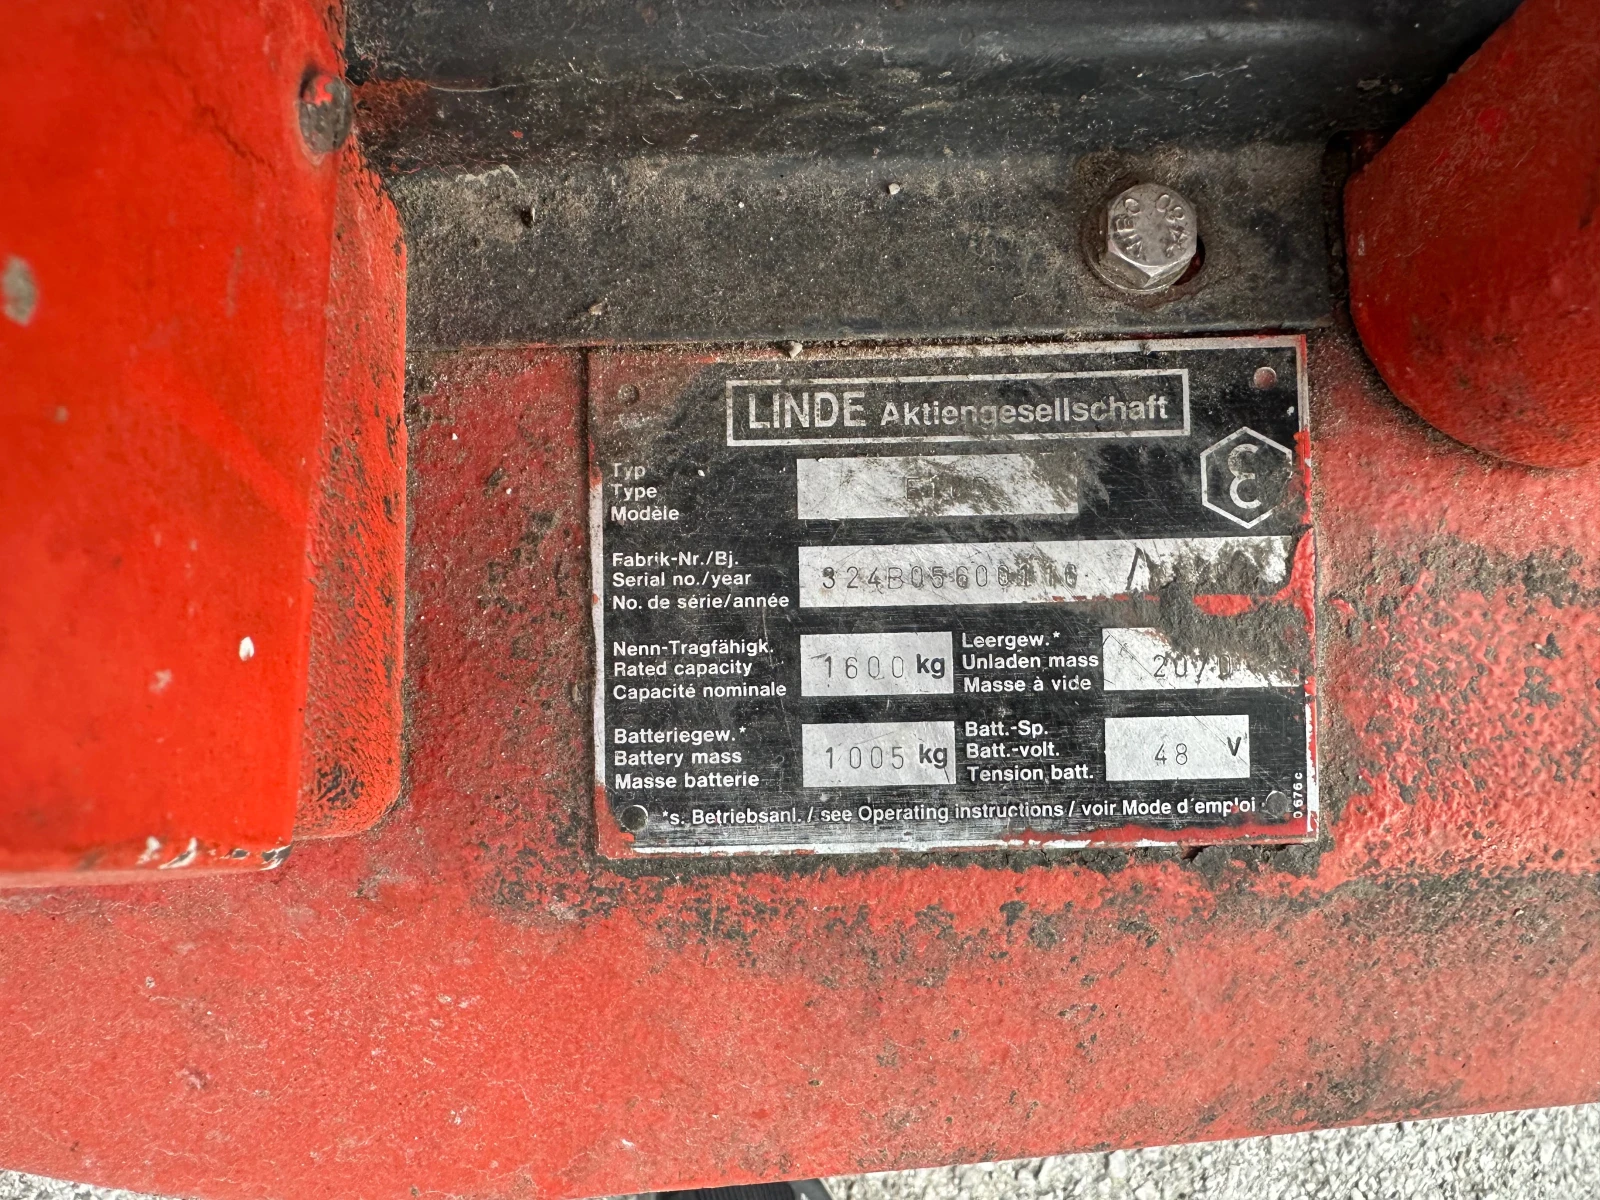 LINDE Aktiengesellschaft
Typ
Type
Modèle
Fabrik-Nr./Bj.
Serial no./year
No. de série/année
324B05600116
Nenn-Tragfähigk.
Rated capacity
Capacité nominale
1600 kg
Leergew.*
Unladen mass
Masse à vide
Batteriegew.*
Battery mass
Masse batterie
1005 kg
Batt.-Sp.
Batt.-volt.
Tension batt.
48 V
*s. Betriebsanl. / see Operating instructions / voir Mode d'emploi